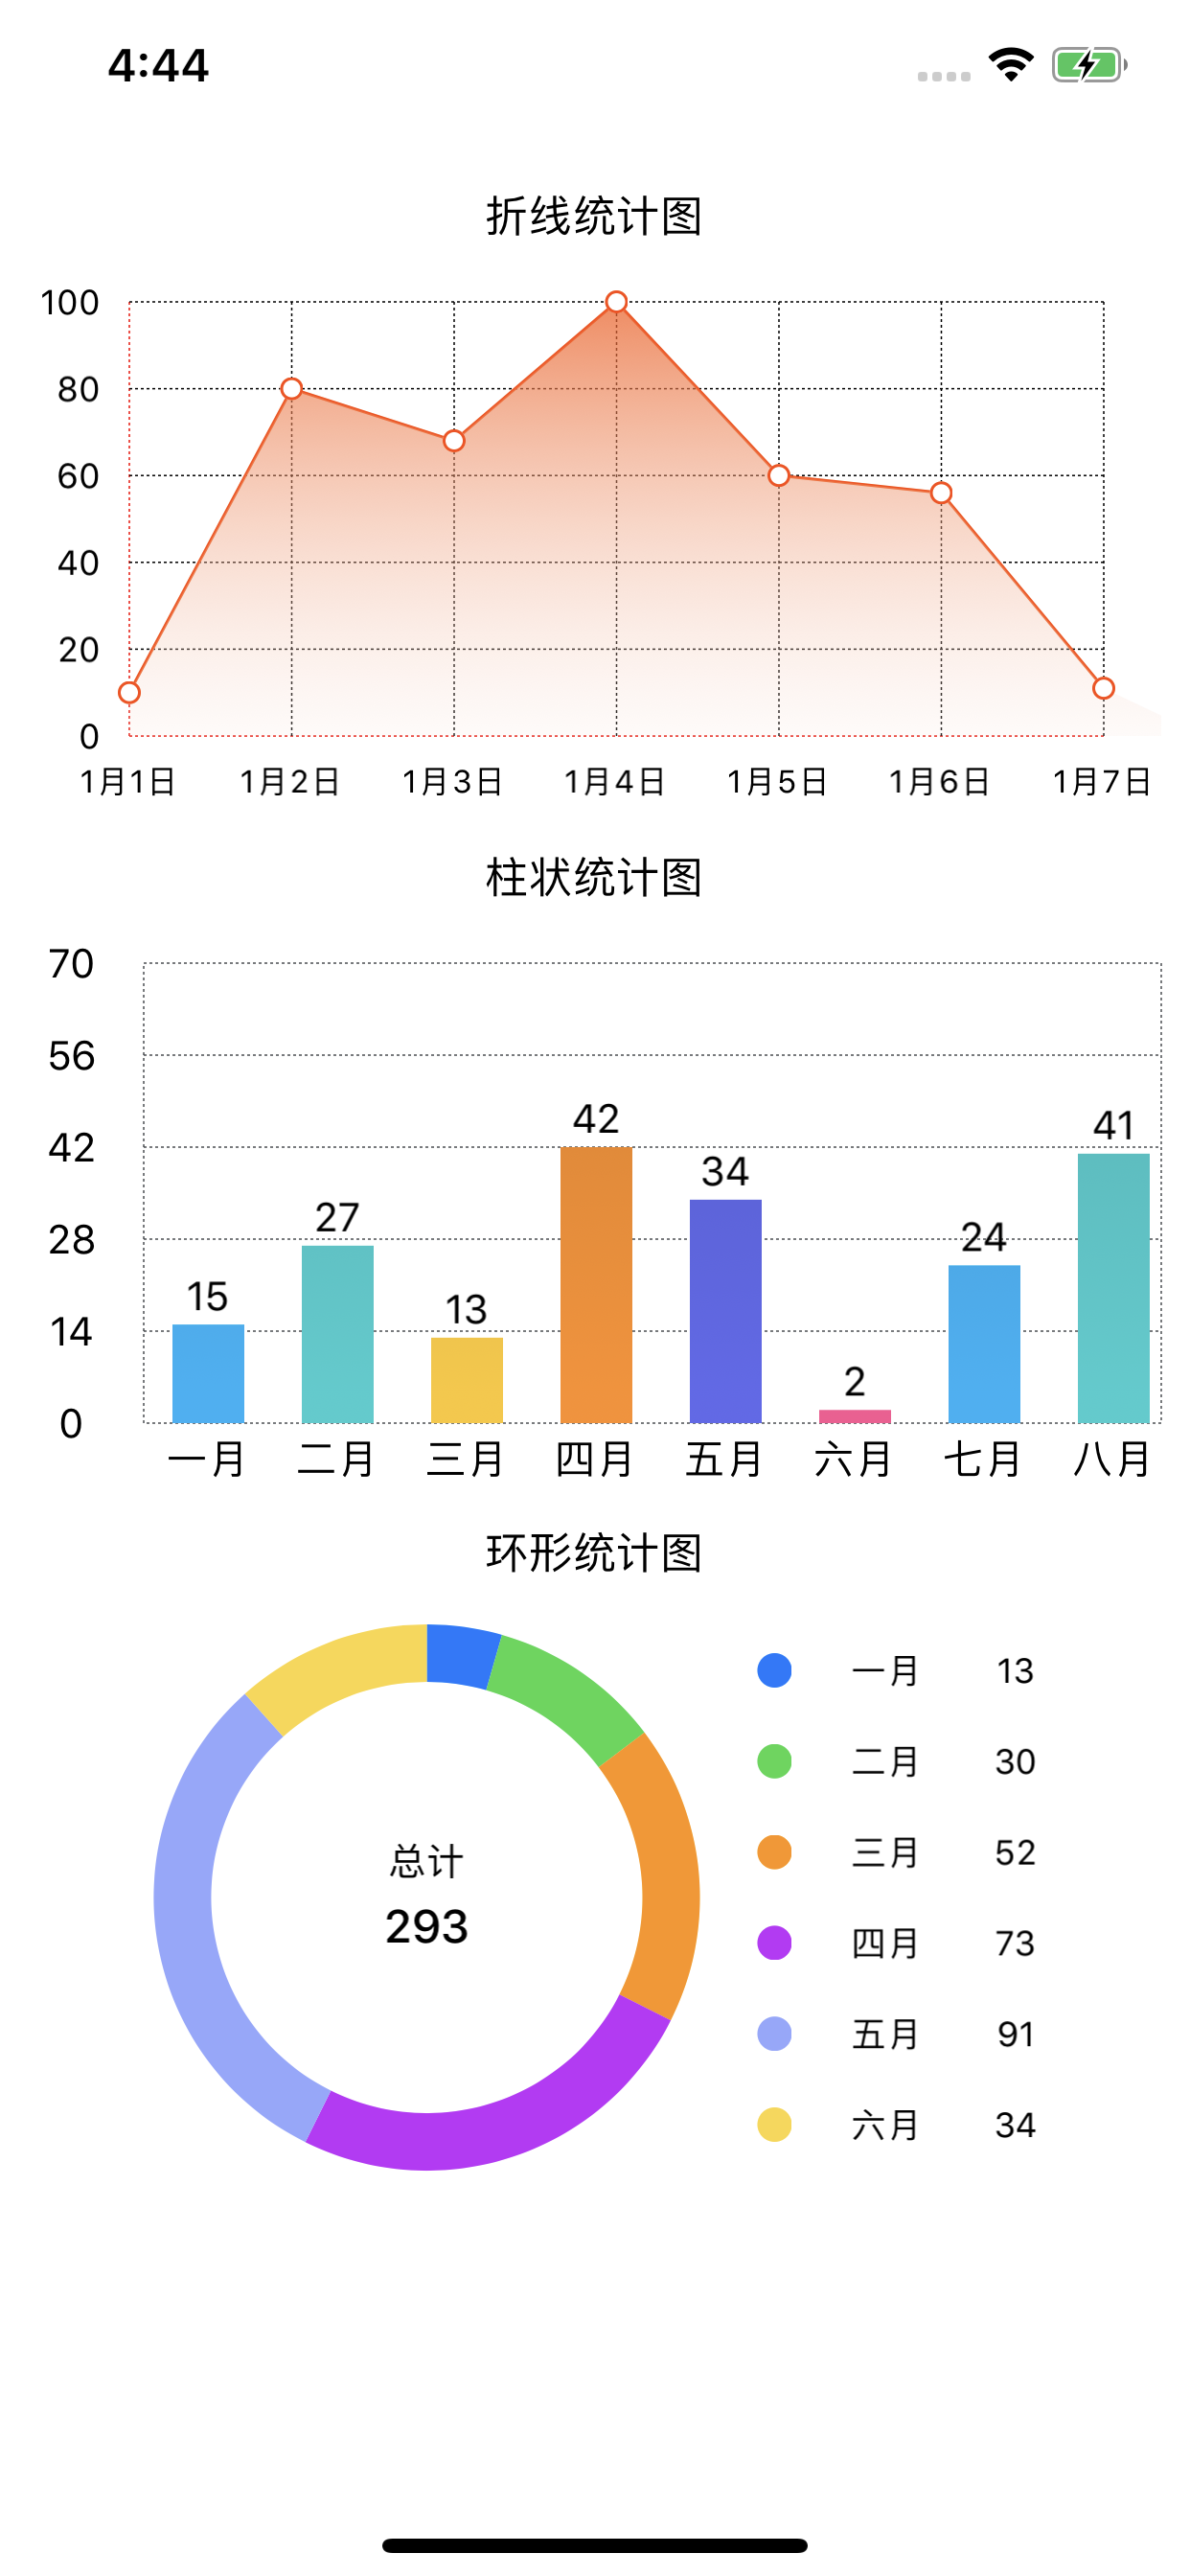 4:44
折线统计图
100
80
60
40
20
0
1月1日 1月2日 1月3日 1月4日 1月5日 1月6日 1月7日
柱状统计图
70
56
42
28
14
0
15 27 13 42 34 2 24 41
一月 二月 三月 四月 五月 六月 七月 八月
环形统计图
总计
293
一月 13
二月 30
三月 52
四月 73
五月 91
六月 34